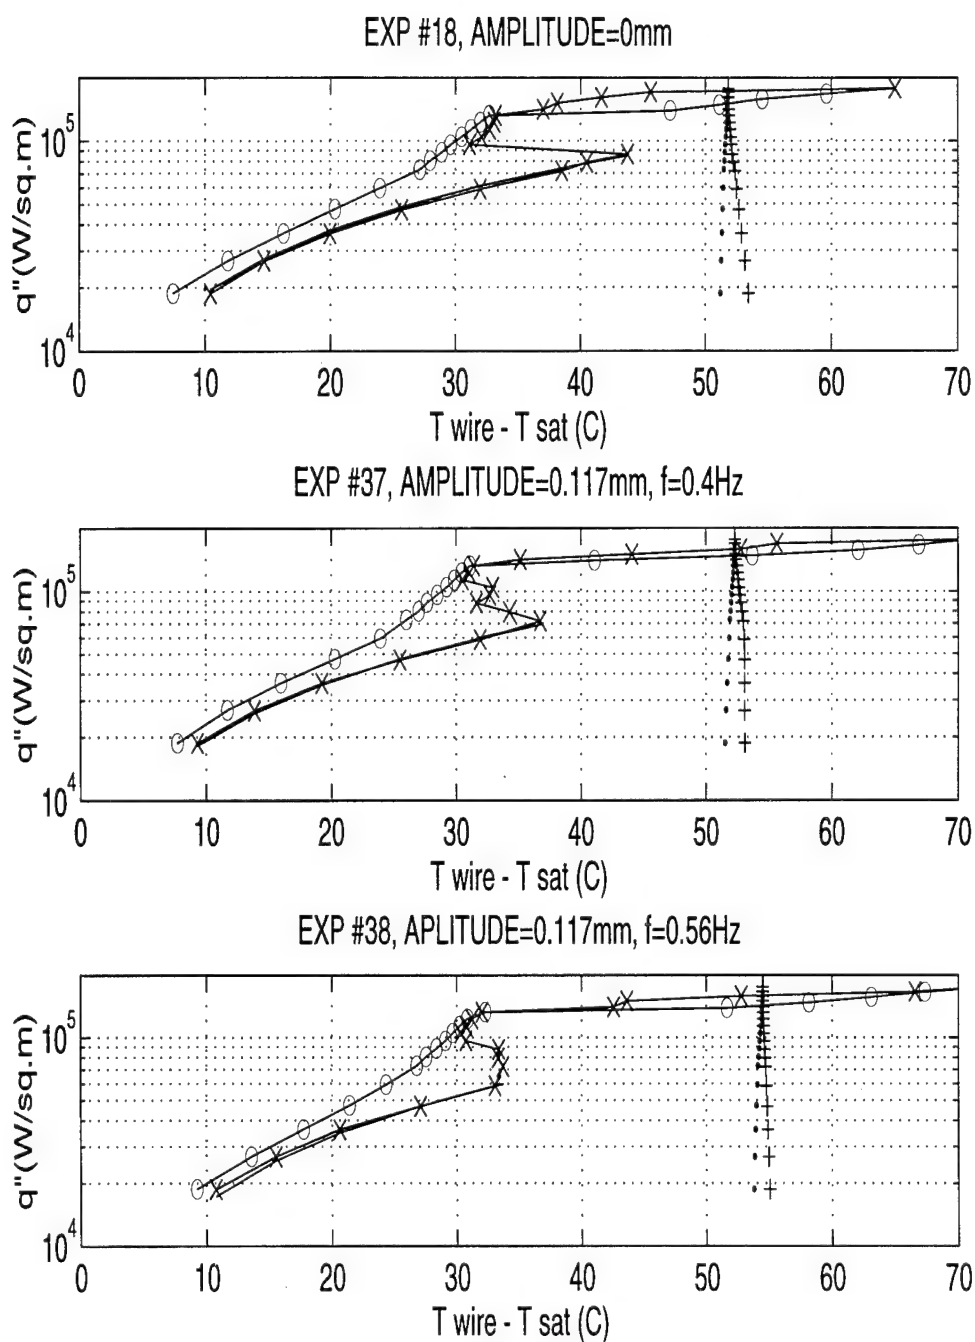 EXP #18, AMPLITUDE=0mm
q"(W/sq.m)
10^5
10^4
0 10 20 30 40 50 60 70
T wire - T sat (C)
EXP #37, AMPLITUDE=0.117mm, f=0.4Hz
q"(W/sq.m)
10^5
10^4
0 10 20 30 40 50 60 70
T wire - T sat (C)
EXP #38, APLITUDE=0.117mm, f=0.56Hz
q"(W/sq.m)
10^5
10^4
0 10 20 30 40 50 60 70
T wire - T sat (C)